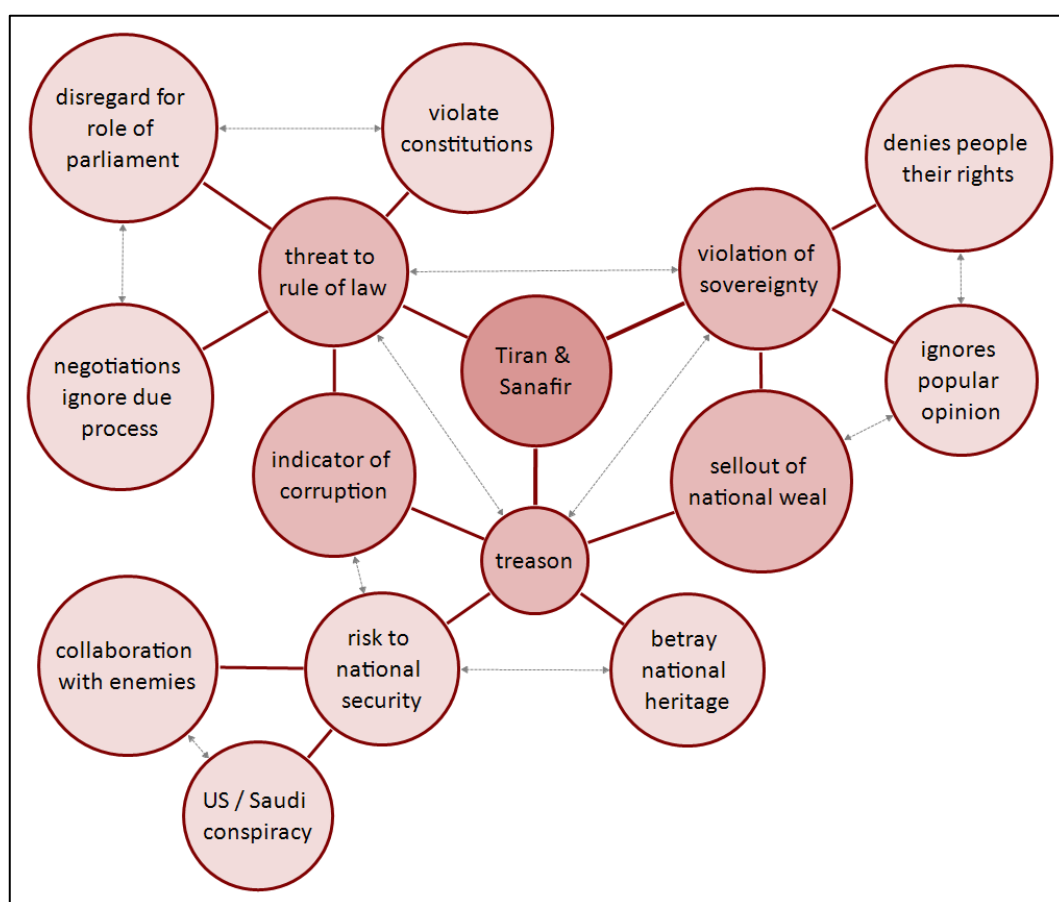 disregard for
role of
parliament
violate
constitutions
denies people
their rights
threat to
rule of law
violation of
sovereignty
Tiran &
Sanafir
negotiations
ignore due
process
ignores
popular
opinion
indicator of
corruption
sellout of
national weal
treason
collaboration
with enemies
risk to
national
security
betray
national
heritage
US / Saudi
conspiracy